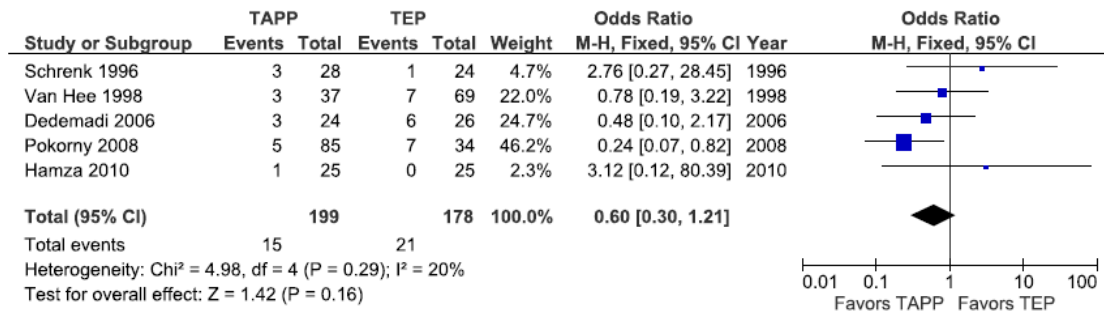 TAPP TEP Odds Ratio Odds Ratio
Study or Subgroup Events Total Events Total Weight M-H, Fixed, 95% CI Year M-H, Fixed, 95% CI
Schrenk 1996 3 28 1 24 4.7% 2.76 [0.27, 28.45] 1996
Van Hee 1998 3 37 7 69 22.0% 0.78 [0.19, 3.22] 1998
Dedemadi 2006 3 24 6 26 24.7% 0.48 [0.10, 2.17] 2006
Pokorny 2008 5 85 7 34 46.2% 0.24 [0.07, 0.82] 2008
Hamza 2010 1 25 0 25 2.3% 3.12 [0.12, 80.39] 2010
Total (95% CI) 199 178 100.0% 0.60 [0.30, 1.21]
Total events 15 21
Heterogeneity: Chi² = 4.98, df = 4 (P = 0.29); I² = 20%
Test for overall effect: Z = 1.42 (P = 0.16)
0.01 0.1 1 10 100
Favors TAPP Favors TEP